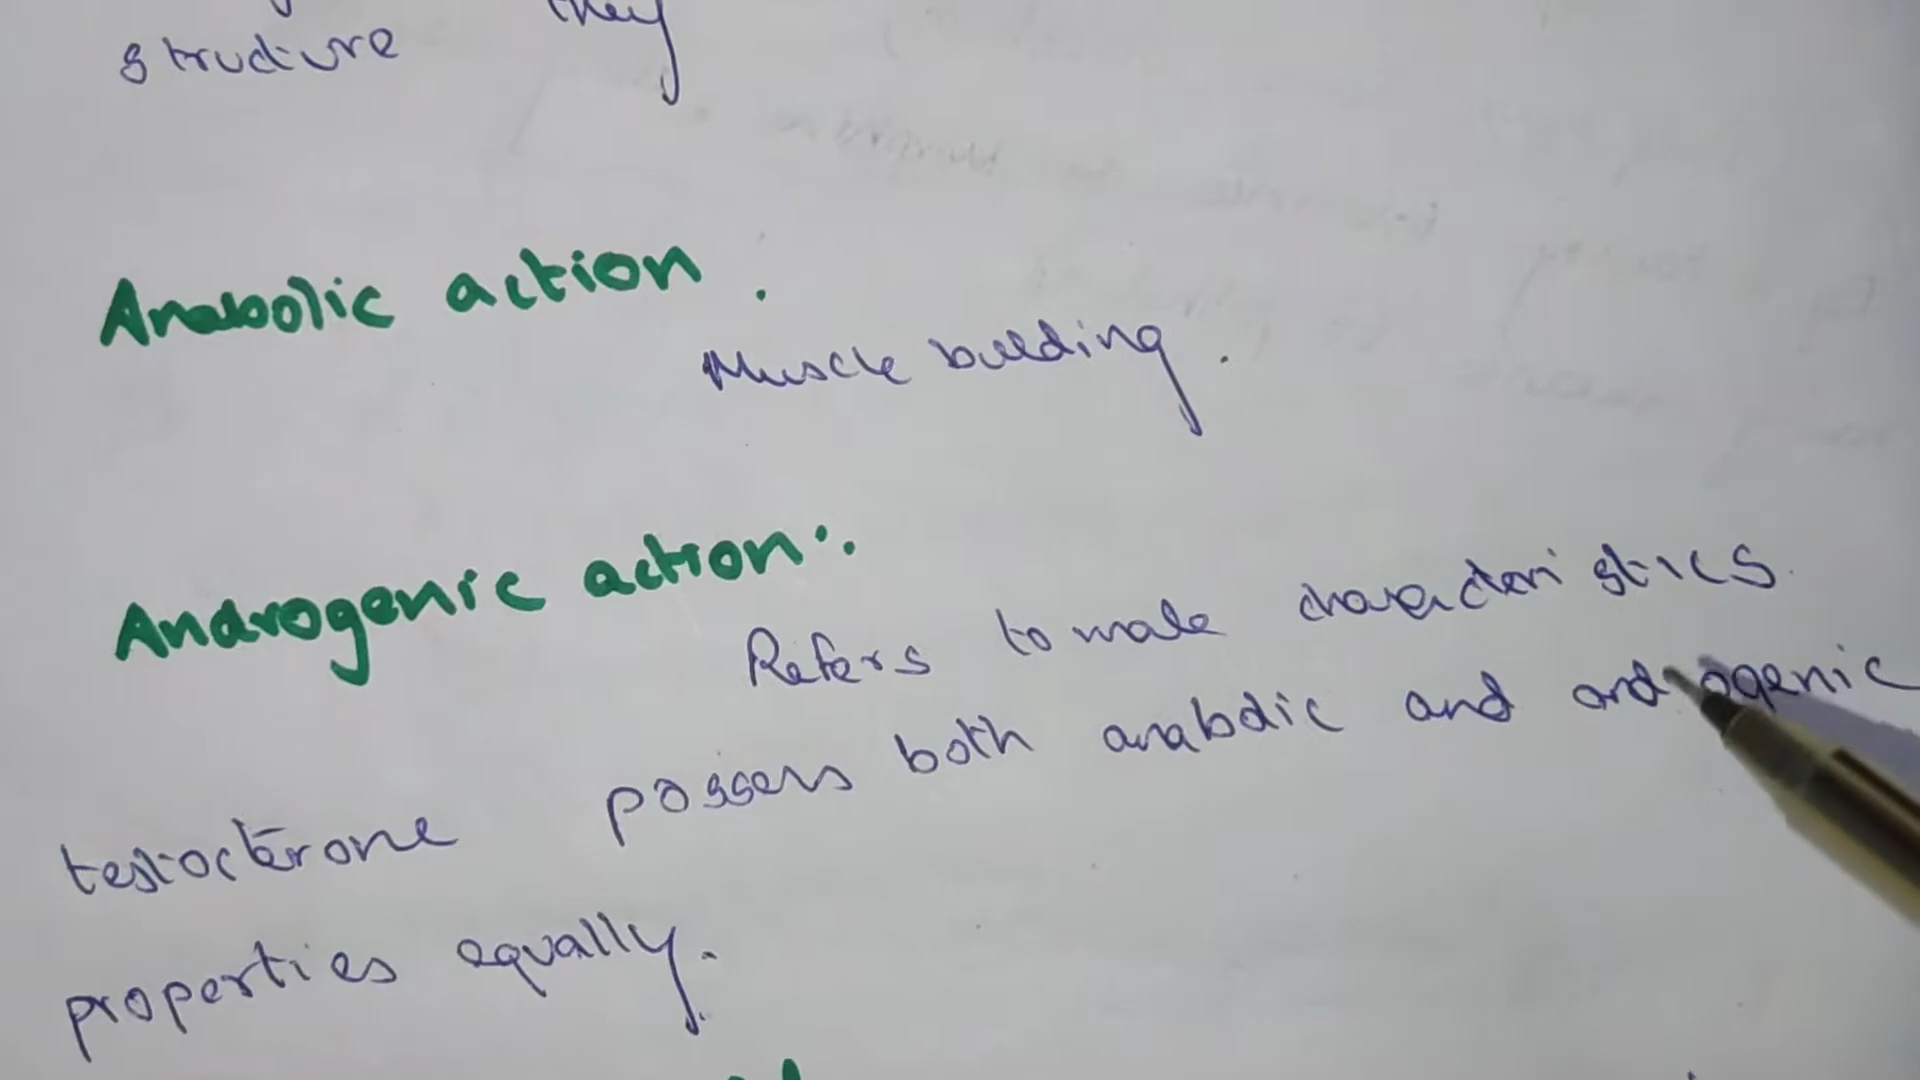 they
structure
Anabolic action :
Muscle building.
Androgenic action :
Refers to male characteristics
testosterone possess both anabolic and androgenic
properties equally.